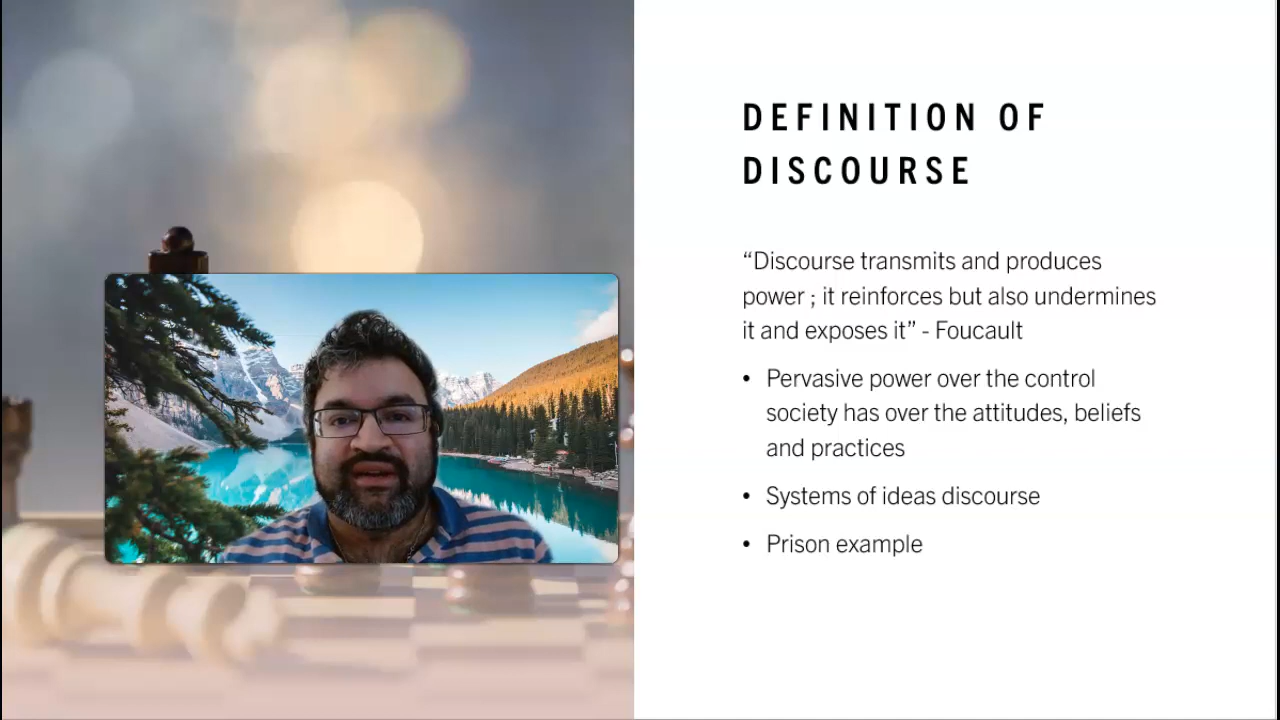 DEFINITION OF
DISCOURSE
“Discourse transmits and produces
power ; it reinforces but also undermines
it and exposes it” - Foucault
• Pervasive power over the control
society has over the attitudes, beliefs
and practices
• Systems of ideas discourse
• Prison example